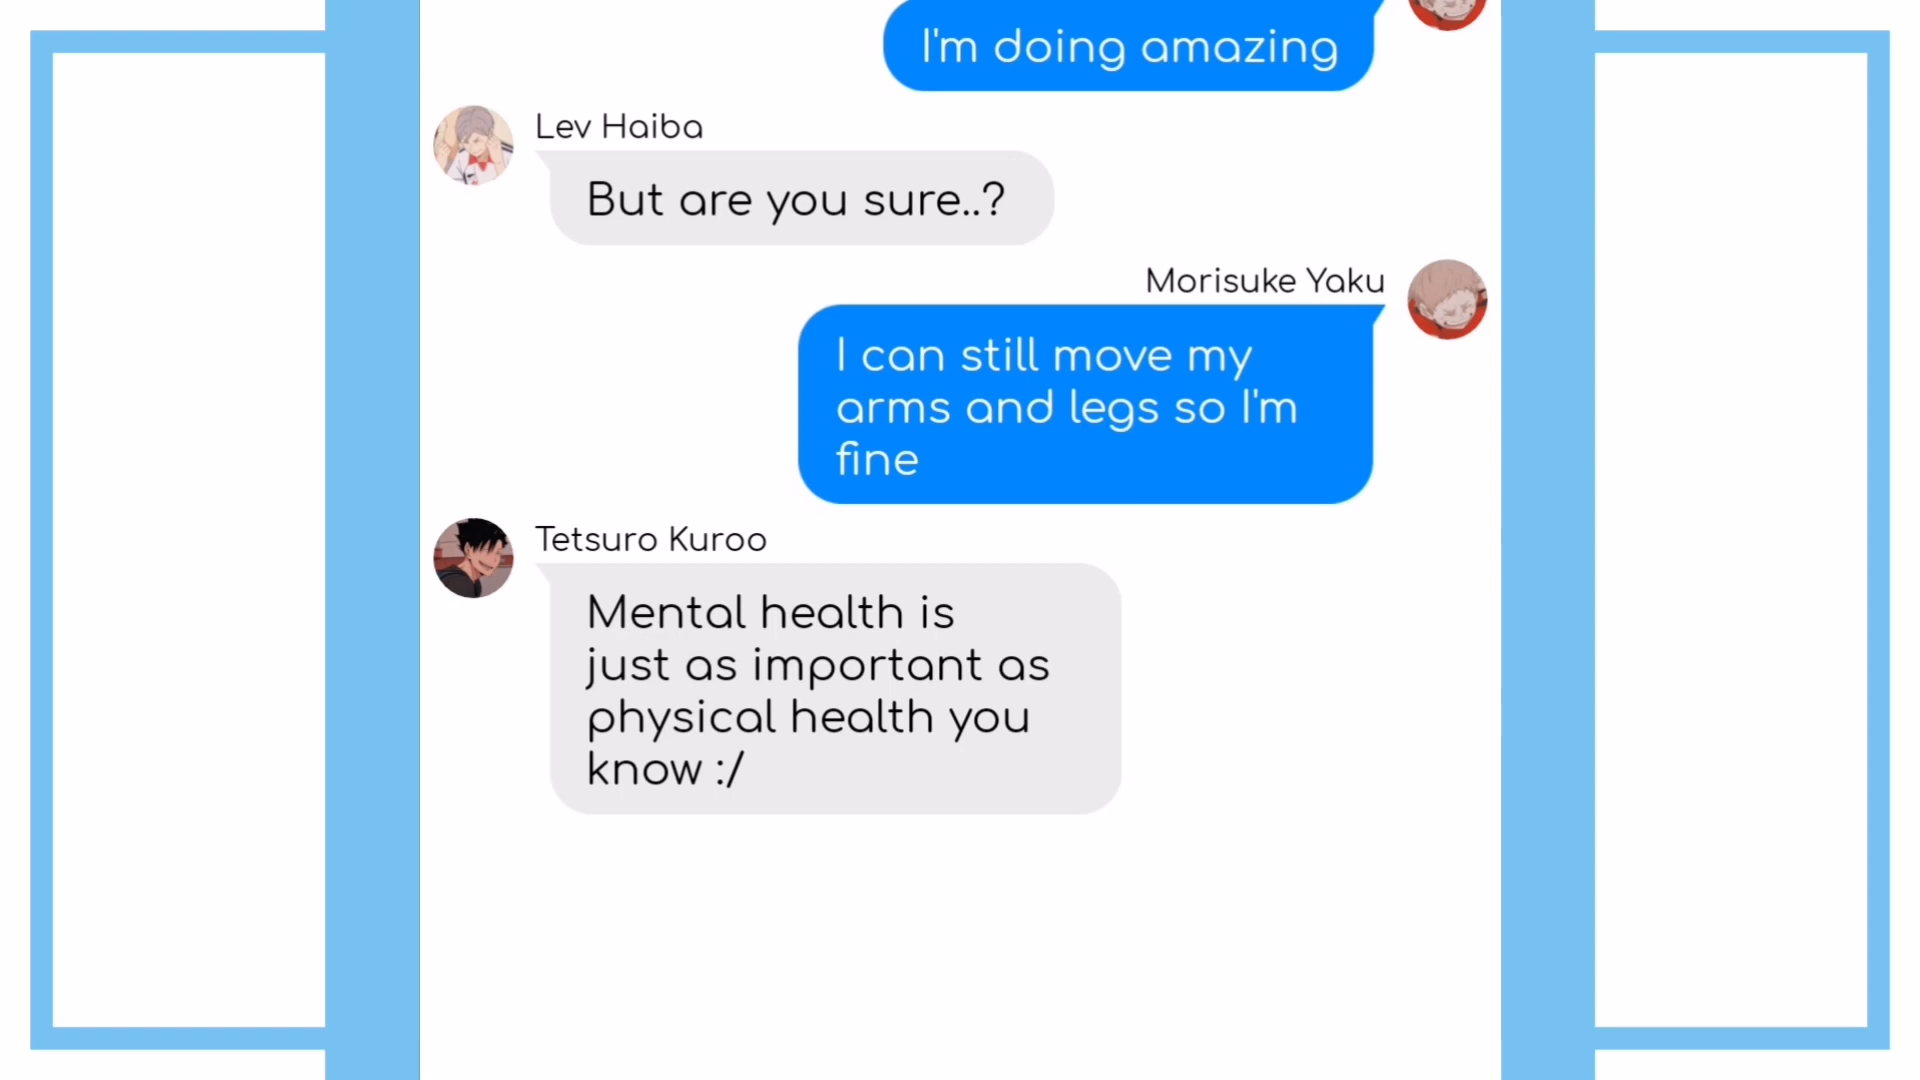 I'm doing amazing
Lev Haiba
But are you sure..?
Morisuke Yaku
I can still move my
arms and legs so I'm
fine
Tetsuro Kuroo
Mental health is
just as important as
physical health you
know :/